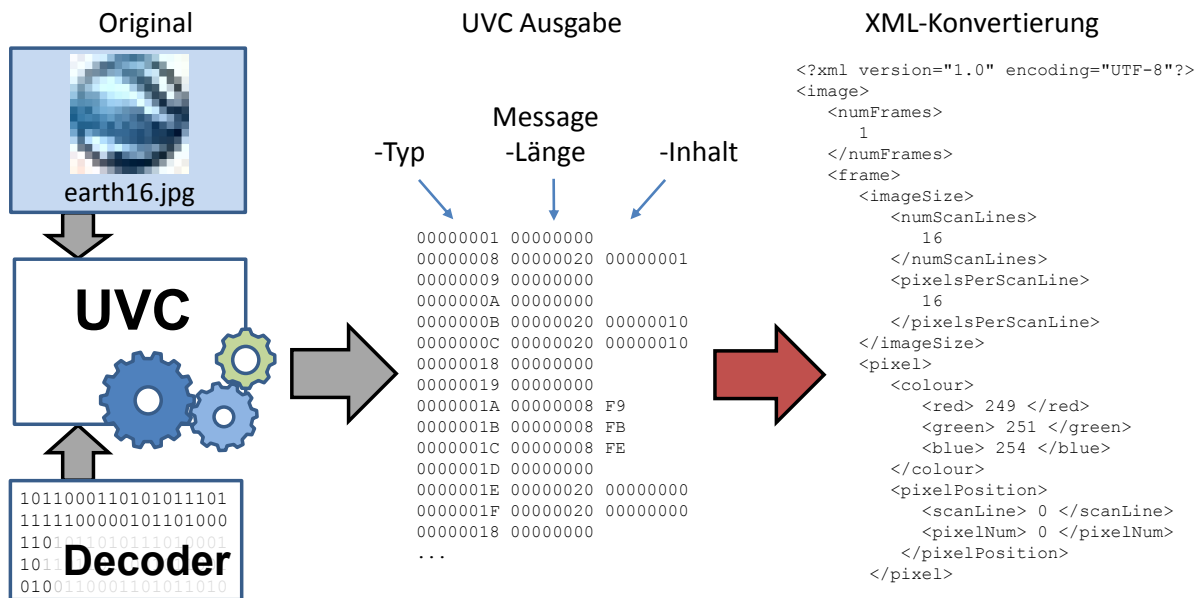 Original
earth16.jpg
UVC
1011000110101011101
1111100000101101000
1101011010111010001
Decoder
0100110001101011010
UVC Ausgabe
Message
-Typ -Länge -Inhalt
00000001 00000000
00000008 00000020 00000001
00000009 00000000
0000000A 00000000
0000000B 00000020 00000010
0000000C 00000020 00000010
00000018 00000000
00000019 00000000
0000001A 00000008 F9
0000001B 00000008 FB
0000001C 00000008 FE
0000001D 00000000
0000001E 00000020 00000000
0000001F 00000020 00000000
00000018 00000000
...
XML-Konvertierung
<?xml version="1.0" encoding="UTF-8"?>
<image>
<numFrames>
1
</numFrames>
<frame>
<imageSize>
<numScanLines>
16
</numScanLines>
<pixelsPerScanLine>
16
</pixelsPerScanLine>
</imageSize>
<pixel>
<colour>
<red> 249 </red>
<green> 251 </green>
<blue> 254 </blue>
</colour>
<pixelPosition>
<scanLine> 0 </scanLine>
<pixelNum> 0 </pixelNum>
</pixelPosition>
</pixel>